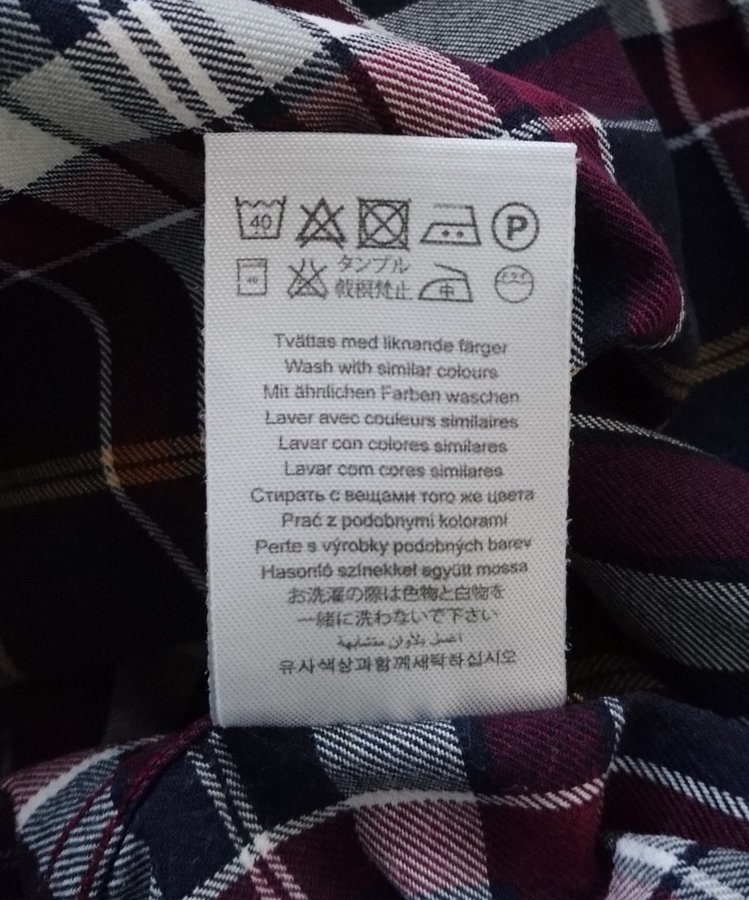 40 P
40 タンブル 中 ドライ
乾燥禁止
Tvättas med liknande färger
Wash with similar colours
Mit ähnlichen Farben waschen
Laver avec couleurs similaires
Lavar con colores similares
Lavar com cores similares
Стирать с вещами того же цвета
Prać z podobnymi kolorami
Perte s výrobky podobných barev
Hasonló színekkel együtt mossa
お洗濯の際は色物と白物を
一緒に洗わないで下さい
اغسل بألوان متشابهة
유사색상과함께세탁하십시오